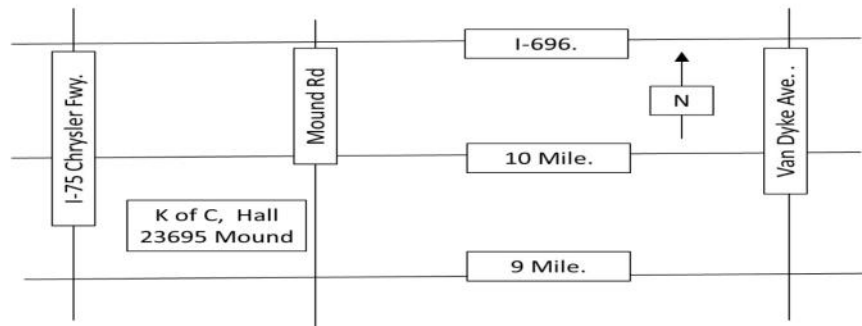 I-696.
I-75 Chrysler Fwy.
Mound Rd
N
Van Dyke Ave. .
10 Mile.
K of C, Hall
23695 Mound
9 Mile.